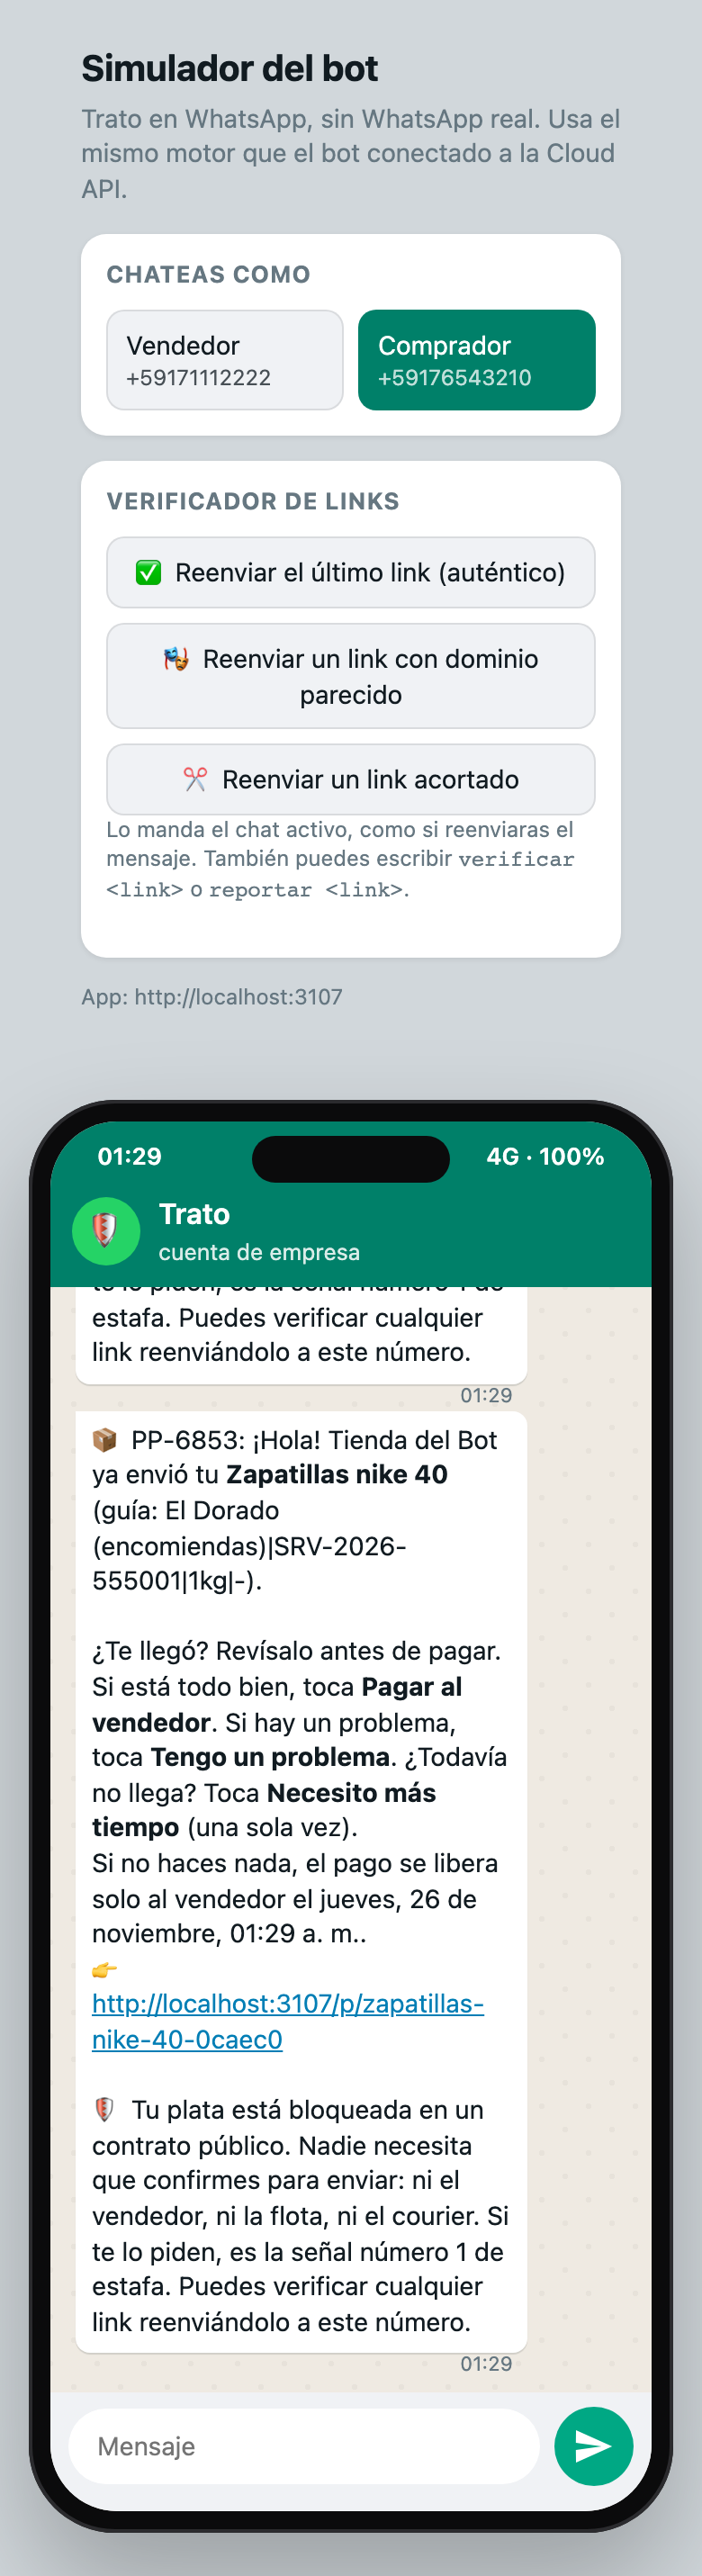 Simulador del bot
Trato en WhatsApp, sin WhatsApp real. Usa el
mismo motor que el bot conectado a la Cloud
API.
CHATEAS COMO
Vendedor
+59171112222
Comprador
+59176543210
VERIFICADOR DE LINKS
✅ Reenviar el último link (auténtico)
🎭 Reenviar un link con dominio
parecido
✂️ Reenviar un link acortado
Lo manda el chat activo, como si reenviaras el
mensaje. También puedes escribir verificar
<link> o reportar <link>.
App: http://localhost:3107
01:29
4G · 100%
Trato
cuenta de empresa
te lo piden, es la señal número 1 de
estafa. Puedes verificar cualquier
link reenviándolo a este número.
01:29
📦 PP-6853: ¡Hola! Tienda del Bot
ya envió tu Zapatillas nike 40
(guía: El Dorado
(encomiendas)|SRV-2026-
555001|1kg|-).
¿Te llegó? Revísalo antes de pagar.
Si está todo bien, toca Pagar al
vendedor. Si hay un problema,
toca Tengo un problema. ¿Todavía
no llega? Toca Necesito más
tiempo (una sola vez).
Si no haces nada, el pago se libera
solo al vendedor el jueves, 26 de
noviembre, 01:29 a. m..
👉
http://localhost:3107/p/zapatillas-
nike-40-0caec0
🛡️ Tu plata está bloqueada en un
contrato público. Nadie necesita
que confirmes para enviar: ni el
vendedor, ni la flota, ni el courier. Si
te lo piden, es la señal número 1 de
estafa. Puedes verificar cualquier
link reenviándolo a este número.
01:29
Mensaje